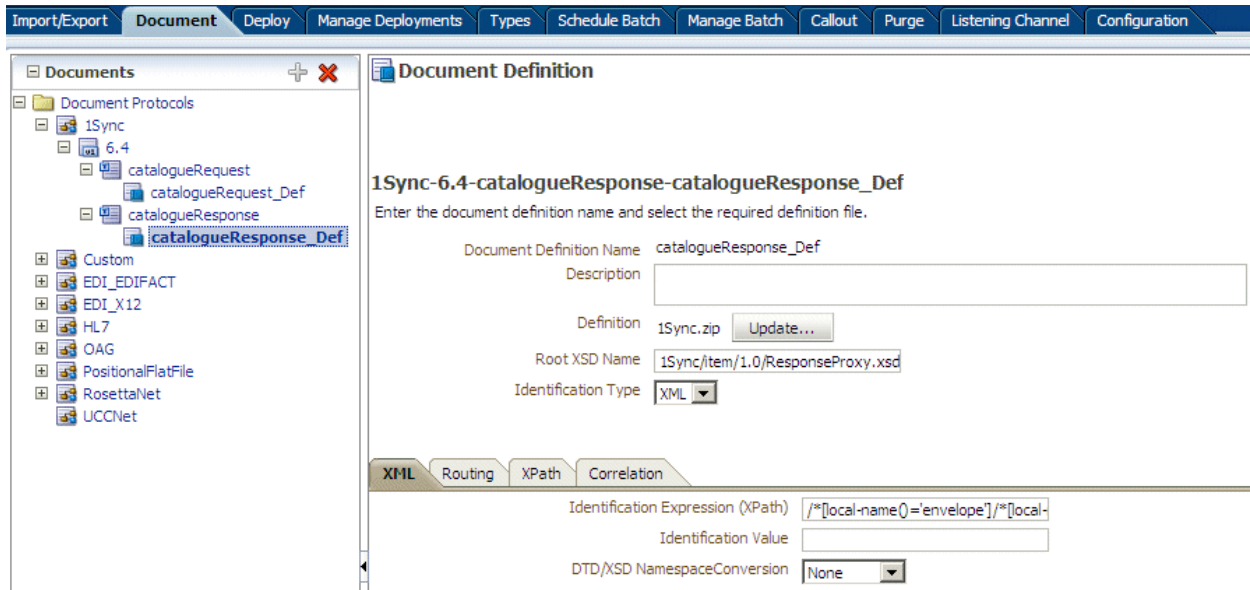 Import/Export Document Deploy Manage Deployments Types Schedule Batch Manage Batch Callout Purge Listening Channel Configuration
Documents
Document Protocols
1Sync
6.4
catalogueRequest
catalogueRequest_Def
catalogueResponse
catalogueResponse_Def
Custom
EDI_EDIFACT
EDI_X12
HL7
OAG
PositionalFlatFile
RosettaNet
UCCNet
Document Definition
1Sync-6.4-catalogueResponse-catalogueResponse_Def
Enter the document definition name and select the required definition file.
Document Definition Name catalogueResponse_Def
Description
Definition 1Sync.zip Update...
Root XSD Name 1Sync/item/1.0/ResponseProxy.xsd
Identification Type XML
XML Routing XPath Correlation
Identification Expression (XPath) /*[local-name()='envelope']/*[local-
Identification Value
DTD/XSD NamespaceConversion None